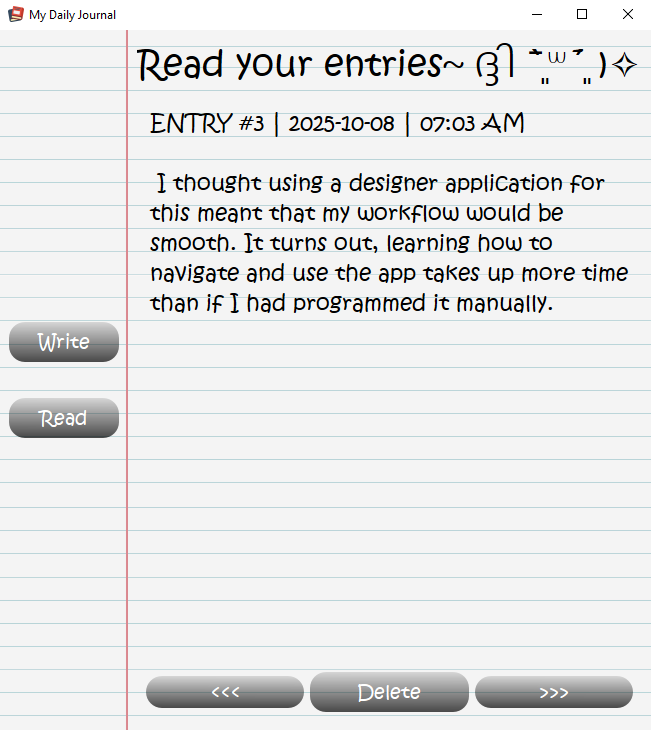 My Daily Journal
Read your entries~ (ᵕ̈ ᐢ ˵ ˃̶ ꒳ ˂̶ ˵ )✧
ENTRY #3 | 2025-10-08 | 07:03 AM
I thought using a designer application for
this meant that my workflow would be
smooth. It turns out, learning how to
navigate and use the app takes up more time
than if I had programmed it manually.
Write
Read
<<<
Delete
>>>